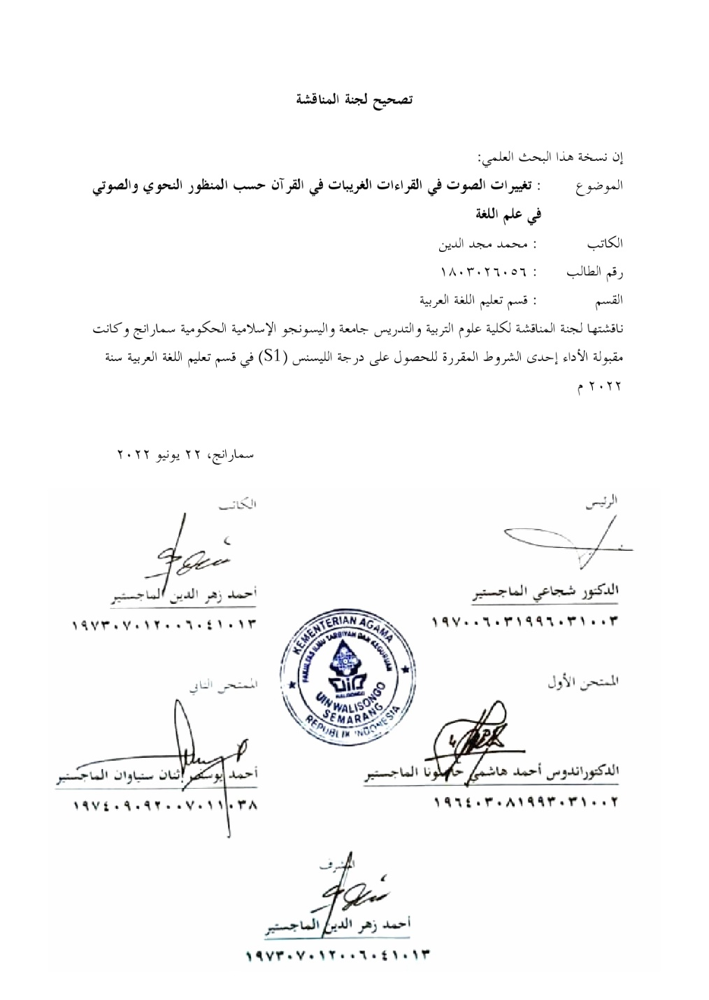 تصحيح لجنة المناقشة
إن نسخة هذا البحث العلمي:
الموضوع : تغييرات الصوت في القراءات الغريبات في القرآن حسب المنظور النحوي والصوتي
في علم اللغة
الكاتب : محمد مجد الدين
رقم الطالب : ١٨٠٣٠٢٦٠٥٦
القسم : قسم تعليم اللغة العربية
ناقشتها لجنة المناقشة لكلية علوم التربية والتدريس جامعة واليسونجو الإسلامية الحكومية سمارانج وكانت
مقبولة الأداء إحدى الشروط المقررة للحصول على درجة الليسنس (S1) في قسم تعليم اللغة العربية سنة
٢٠٢٢ م
سمارانج، ٢٢ يونيو ٢٠٢٢
الرئيس
الكاتب
الدكتور شجاعي الماجستير
أحمد زهر الدين الماجستير
١٩٧٠٠٦٠٣١٩٩٦٠٣١٠٠٣
١٩٧٣٠٧٠١٢٠٠٦٠٤١٠١٣
KEMENTERIAN AGAMA
FAKULTAS ILMU TARBIYAH DAN KEGURUAN
WALISONGO
UIN WALISONGO
SEMARANG
REPUBLIK INDONESIA
الممتحن الأول
الممتحن الثاني
الدكتوراندوس أحمد هاشمي الماجستير
أحمد يوسف إثنان ستياوان الماجستير
١٩٦٤٠٣٠٨١٩٩٣٠٣١٠٠٢
١٩٧٤٠٩٠٩٢٠٠٧٠١١٠٣٨
المشرف
أحمد زهر الدين الماجستير
١٩٧٣٠٧٠١٢٠٠٦٠٤١٠١٣